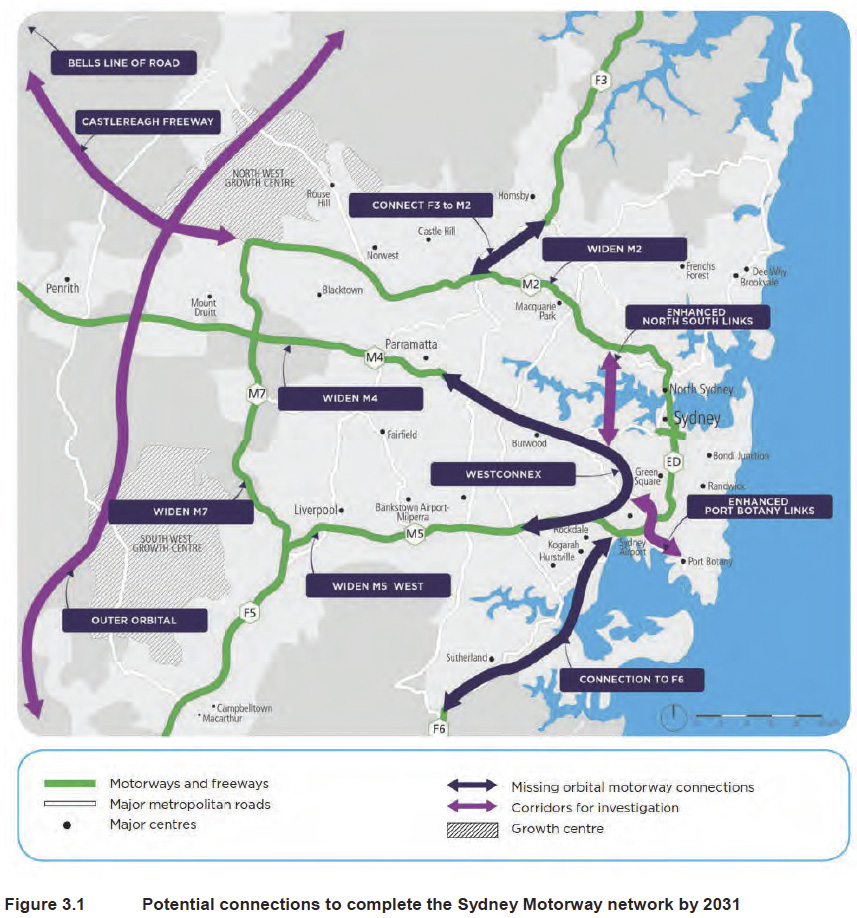 BELLS LINE OF ROAD
F3
CASTLEREAGH FREEWAY
NORTH WEST
GROWTH CENTRE
Rouse
Hill
Hornsby
CONNECT F3 to M2
Castle Hill
Norwest
WIDEN M2
Frenchs
Forest
Dee Why
Brookvale
Penrith
Mount
Druitt
Blacktown
M2
Macquarie
Park
ENHANCED
NORTH SOUTH LINKS
Parramatta
M4
WIDEN M4
M7
North Sydney
Sydney
Fairfield
Burwood
Bondi Junction
ED
WESTCONNEX
Green
Square
Randwick
WIDEN M7
Liverpool
Bankstown Airport-
Milperra
ENHANCED
PORT BOTANY LINKS
M5
Rockdale
Kogarah
Hurstville
Sydney
Airport
Port Botany
SOUTH WEST
GROWTH CENTRE
WIDEN M5 WEST
F5
OUTER ORBITAL
Sutherland
CONNECTION TO F6
Campbelltown
Macarthur
F6
Motorways and freeways
Major metropolitan roads
Major centres
Missing orbital motorway connections
Corridors for investigation
Growth centre
Figure 3.1 Potential connections to complete the Sydney Motorway network by 2031